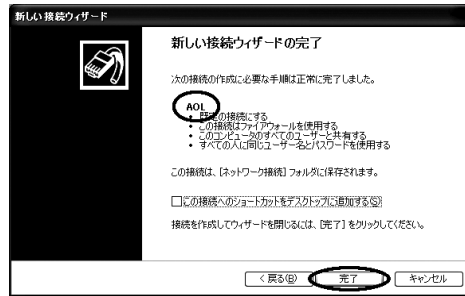 新しい接続ウィザード
新しい接続ウィザードの完了
次の接続の作成に必要な手順は正常に完了しました。
AOL
• 既定の接続にする
• この接続はファイアウォールを使用する
• このコンピュータのすべてのユーザーと共有する
• すべての人に同じユーザー名とパスワードを使用する
この接続は、[ネットワーク接続] フォルダに保存されます。
この接続へのショートカットをデスクトップに追加する(S)
接続を作成してウィザードを閉じるには、[完了] をクリックしてください。
< 戻る(B)
完了
キャンセル